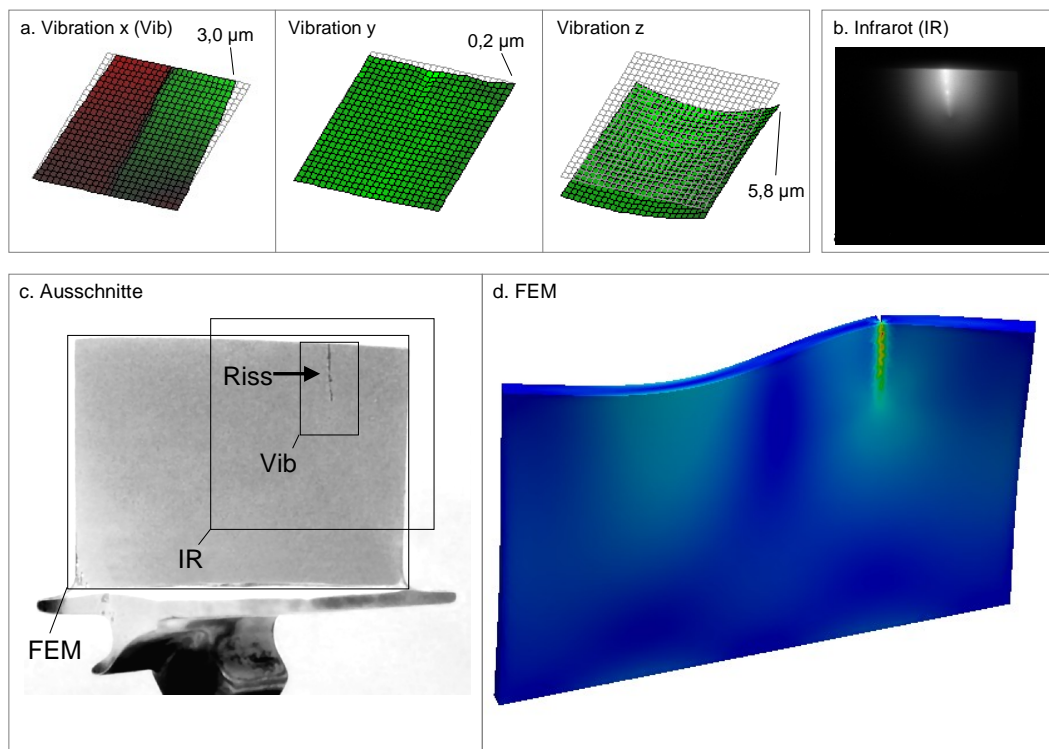 a. Vibration x (Vib)
3,0 µm
Vibration y
0,2 µm
Vibration z
5,8 µm
b. Infrarot (IR)
c. Ausschnitte
Riss
Vib
IR
FEM
d. FEM